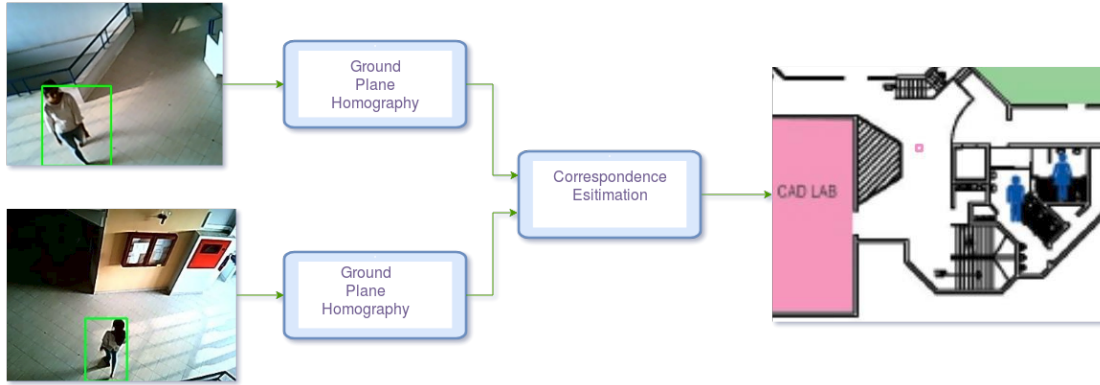 Ground
Plane
Homography
Ground
Plane
Homography
Correspondence
Esitimation
CAD LAB